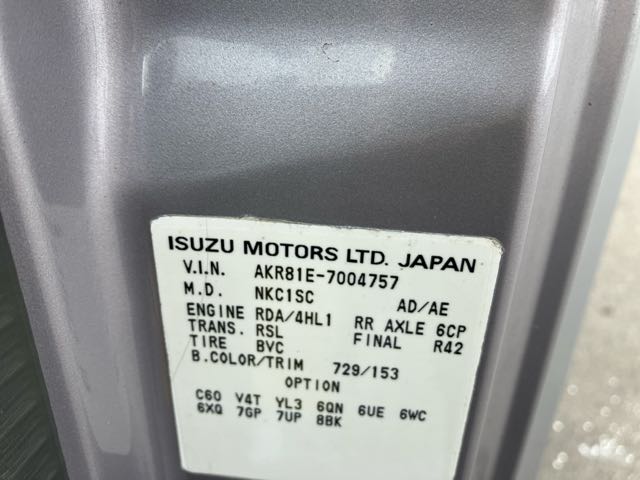 ISUZU MOTORS LTD. JAPAN
V.I.N. AKR81E-7004757
M.D. NKC1SC AD/AE
ENGINE RDA/4HL1 RR AXLE 6CP
TRANS. RSL FINAL R42
TIRE BVC
B.COLOR/TRIM 729/153
OPTION
C60 V4T YL3 6QN 6UE 6WC
6XQ 7GP 7UP 8BK